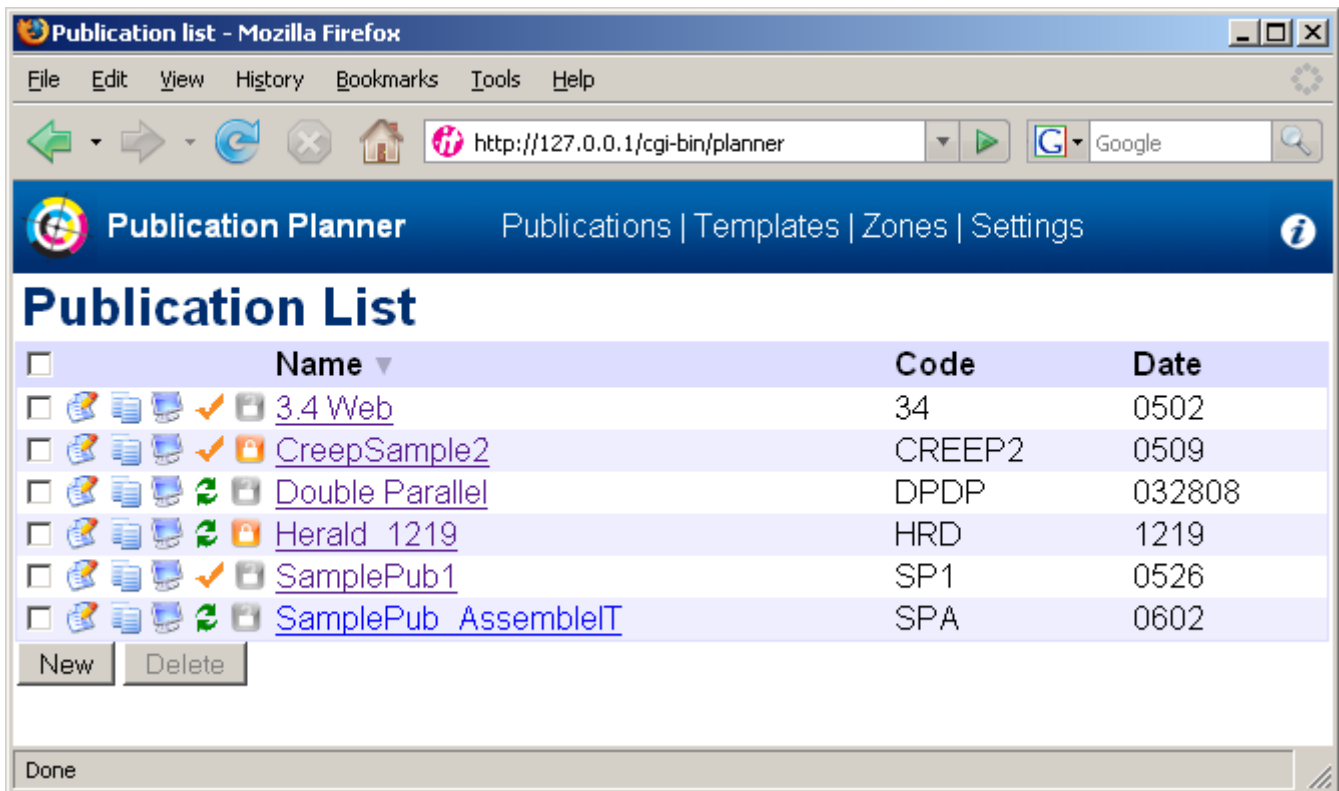 Publication list - Mozilla Firefox
File Edit View History Bookmarks Tools Help
http://127.0.0.1/cgi-bin/planner G Google
Publication Planner Publications | Templates | Zones | Settings i
Publication List
Name Code Date
3.4 Web 34 0502
CreepSample2 CREEP2 0509
Double Parallel DPDP 032808
Herald_1219 HRD 1219
SamplePub1 SP1 0526
SamplePub_AssembleIT SPA 0602
New Delete
Done